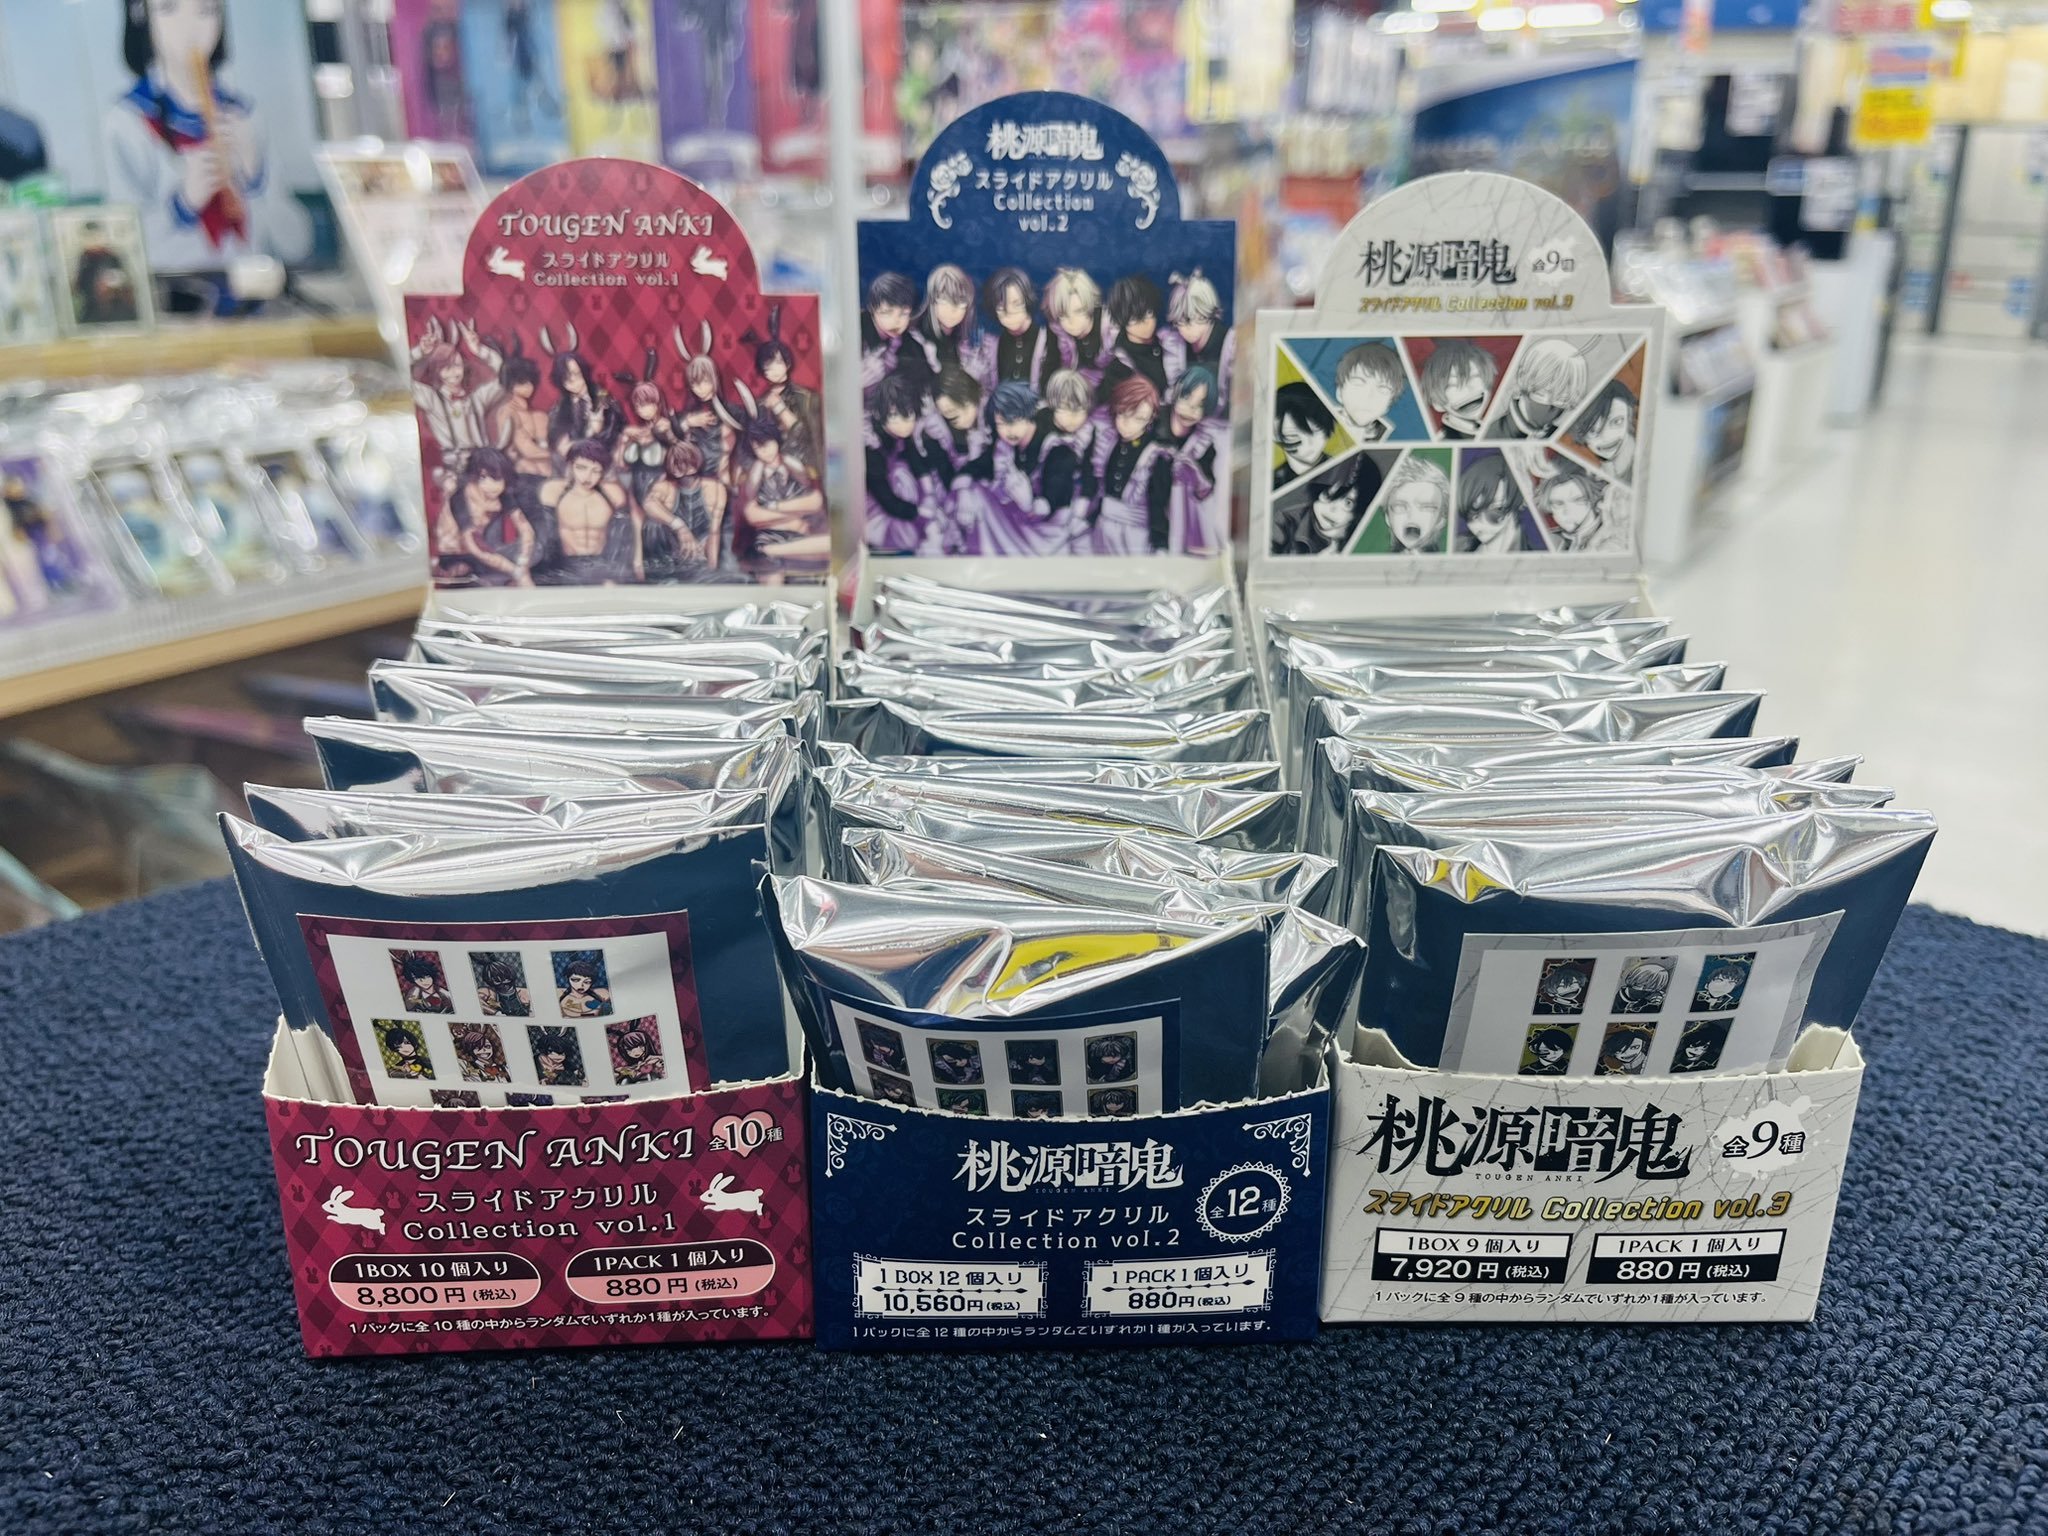 TOUGEN ANKI
スライドアクリル
Collection vol.1
桃源暗鬼
スライドアクリル
Collection
vol.2
桃源暗鬼
全9種
スライドアクリル Collection vol.3
TOUGEN ANKI
全10種
スライドアクリル
Collection vol.1
1BOX 10個入り
8,800円(税込)
1PACK 1個入り
880円(税込)
1パックに全10種の中からランダムでいずれか1種が入っています。
桃源暗鬼
TOUGEN ANKI
全12種
スライドアクリル
Collection vol.2
1 BOX 12個入り
10,560円(税込)
1 PACK 1個入り
880円(税込)
1パックに全12種の中からランダムでいずれか1種が入っています。
桃源暗鬼
TOUGEN ANKI
全9種
スライドアクリル Collection vol.3
1BOX 9個入り
7,920円(税込)
1PACK 1個入り
880円(税込)
1パックに全9種の中からランダムでいずれか1種が入っています。